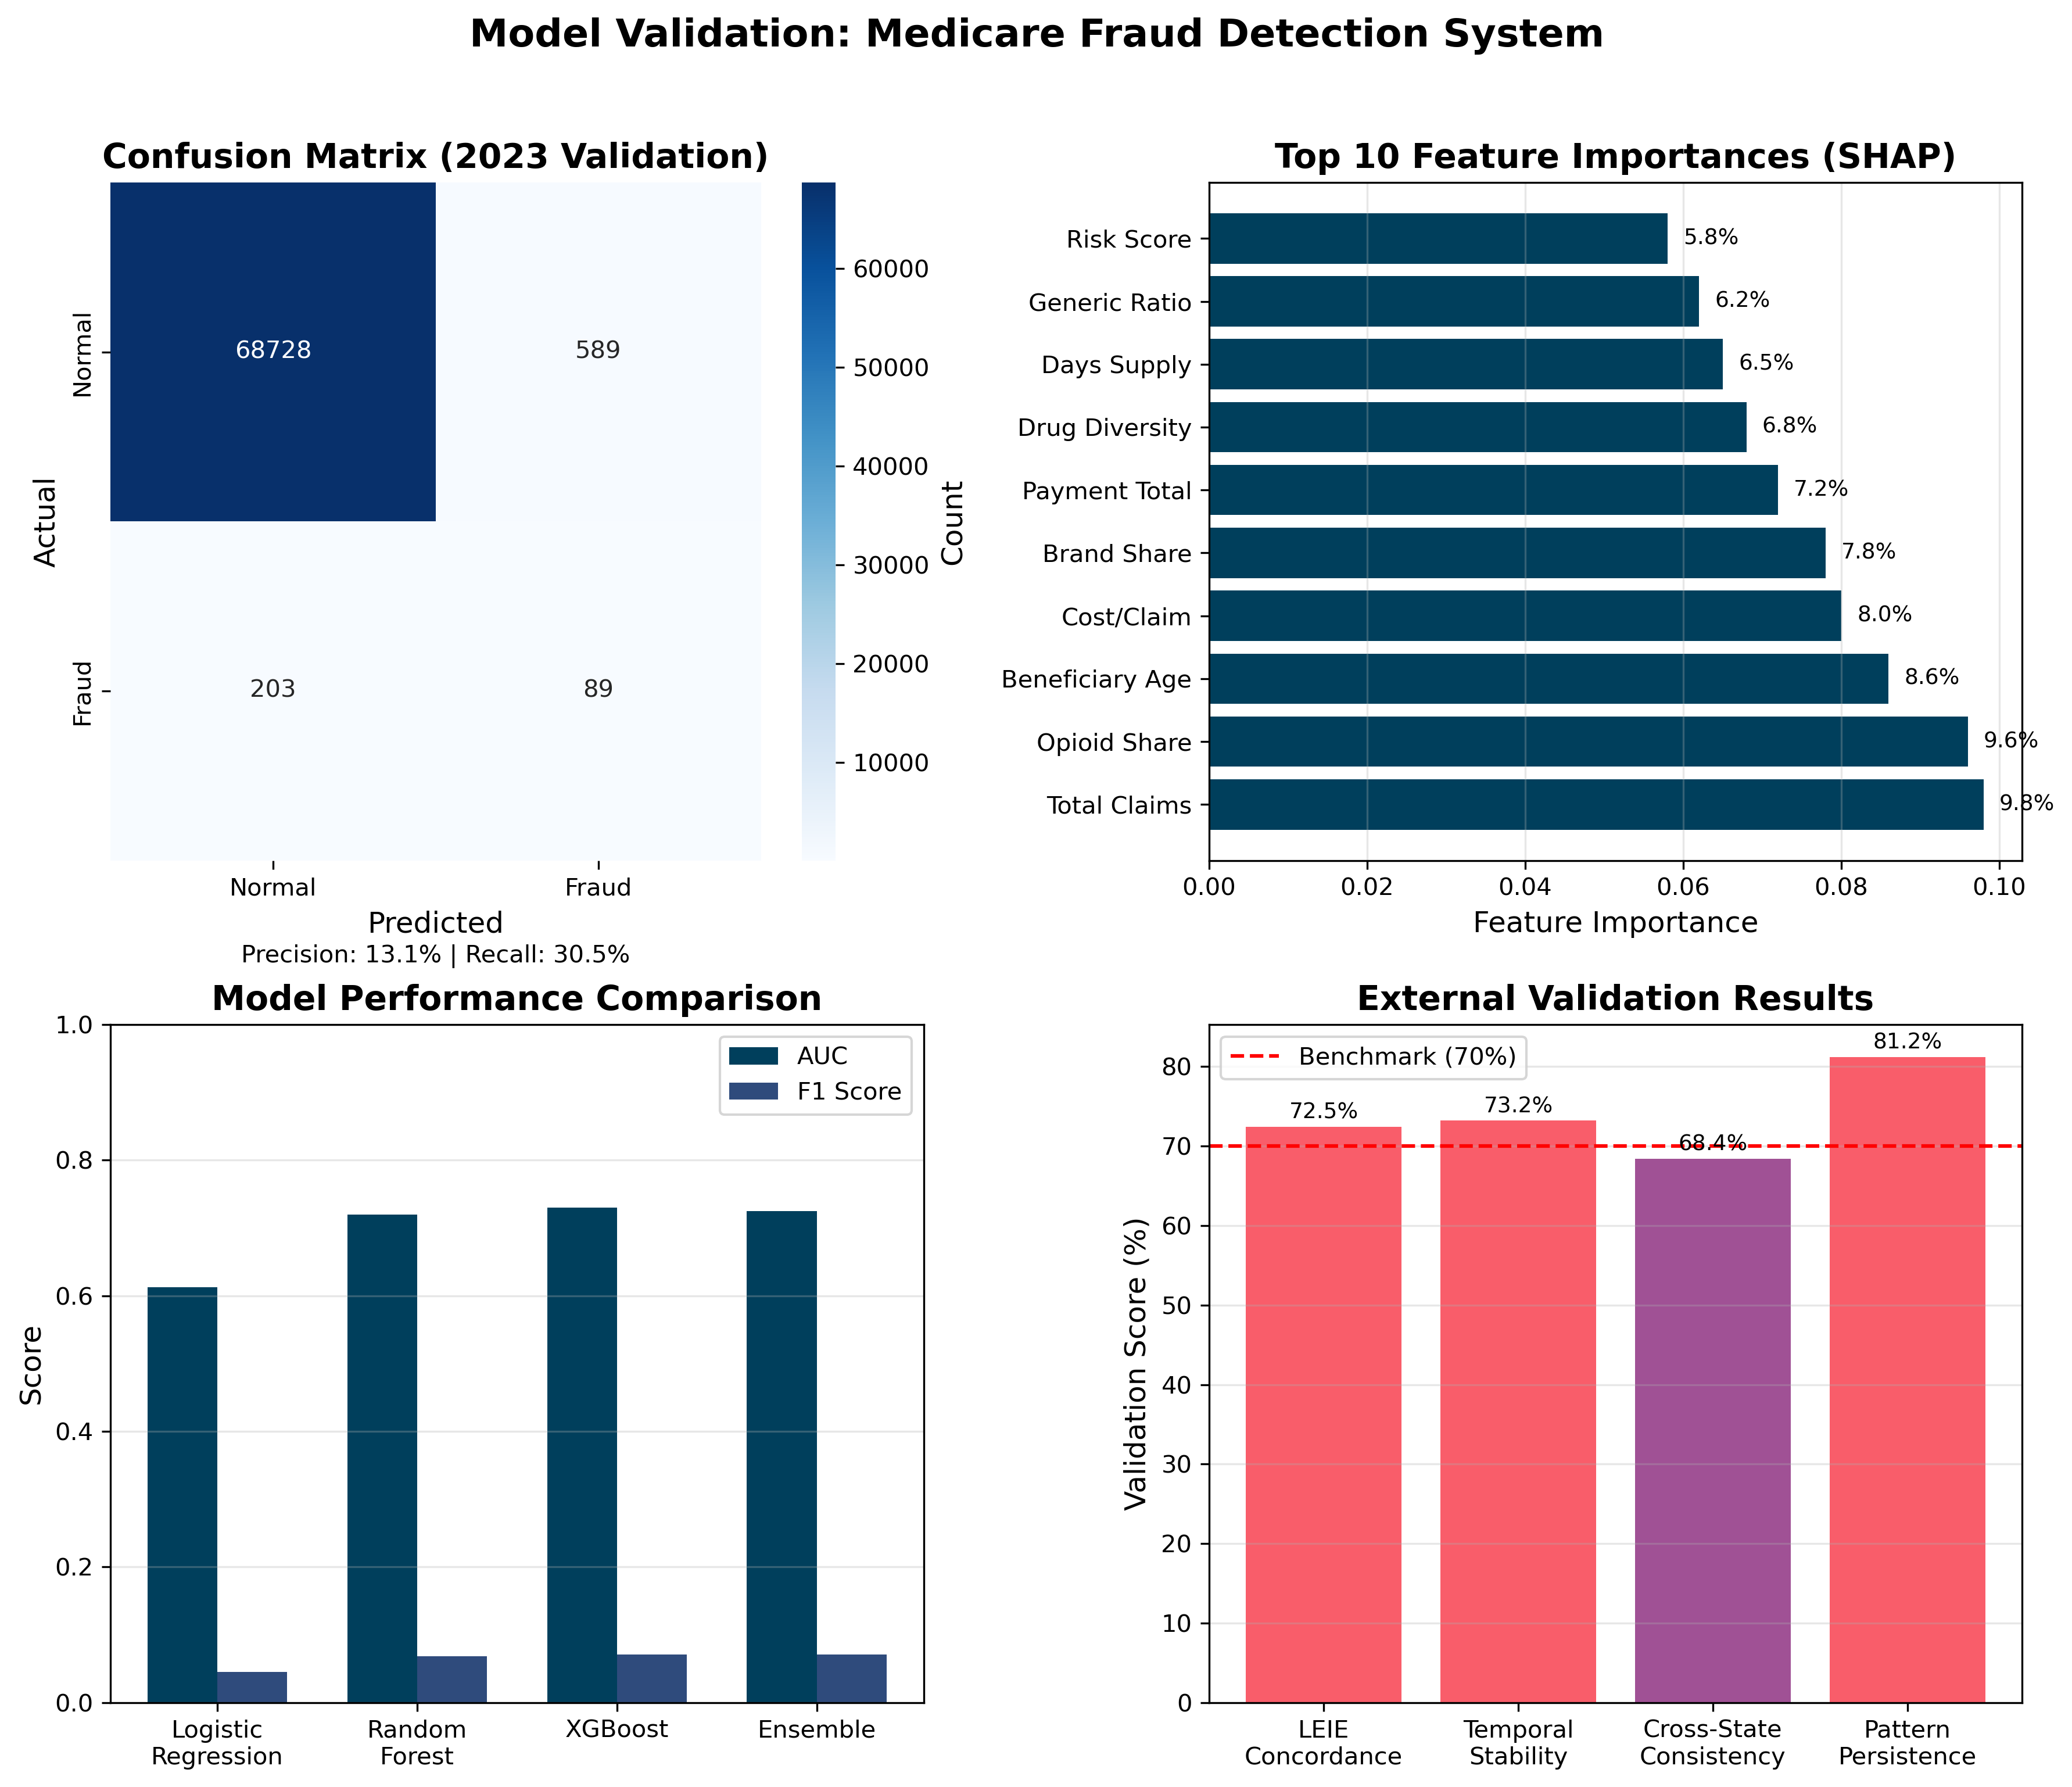 Model Validation: Medicare Fraud Detection System
Confusion Matrix (2023 Validation)
Actual
Normal
Fraud
68728
589
203
89
Normal
Fraud
Predicted
Precision: 13.1% | Recall: 30.5%
60000
50000
40000
30000
20000
10000
Count
Top 10 Feature Importances (SHAP)
Risk Score
5.8%
Generic Ratio
6.2%
Days Supply
6.5%
Drug Diversity
6.8%
Payment Total
7.2%
Brand Share
7.8%
Cost/Claim
8.0%
Beneficiary Age
8.6%
Opioid Share
9.6%
Total Claims
9.8%
0.00
0.02
0.04
0.06
0.08
0.10
Feature Importance
Model Performance Comparison
AUC
F1 Score
Score
1.0
0.8
0.6
0.4
0.2
0.0
Logistic
Regression
Random
Forest
XGBoost
Ensemble
External Validation Results
Benchmark (70%)
Validation Score (%)
80
70
60
50
40
30
20
10
0
72.5%
73.2%
68.4%
81.2%
LEIE
Concordance
Temporal
Stability
Cross-State
Consistency
Pattern
Persistence